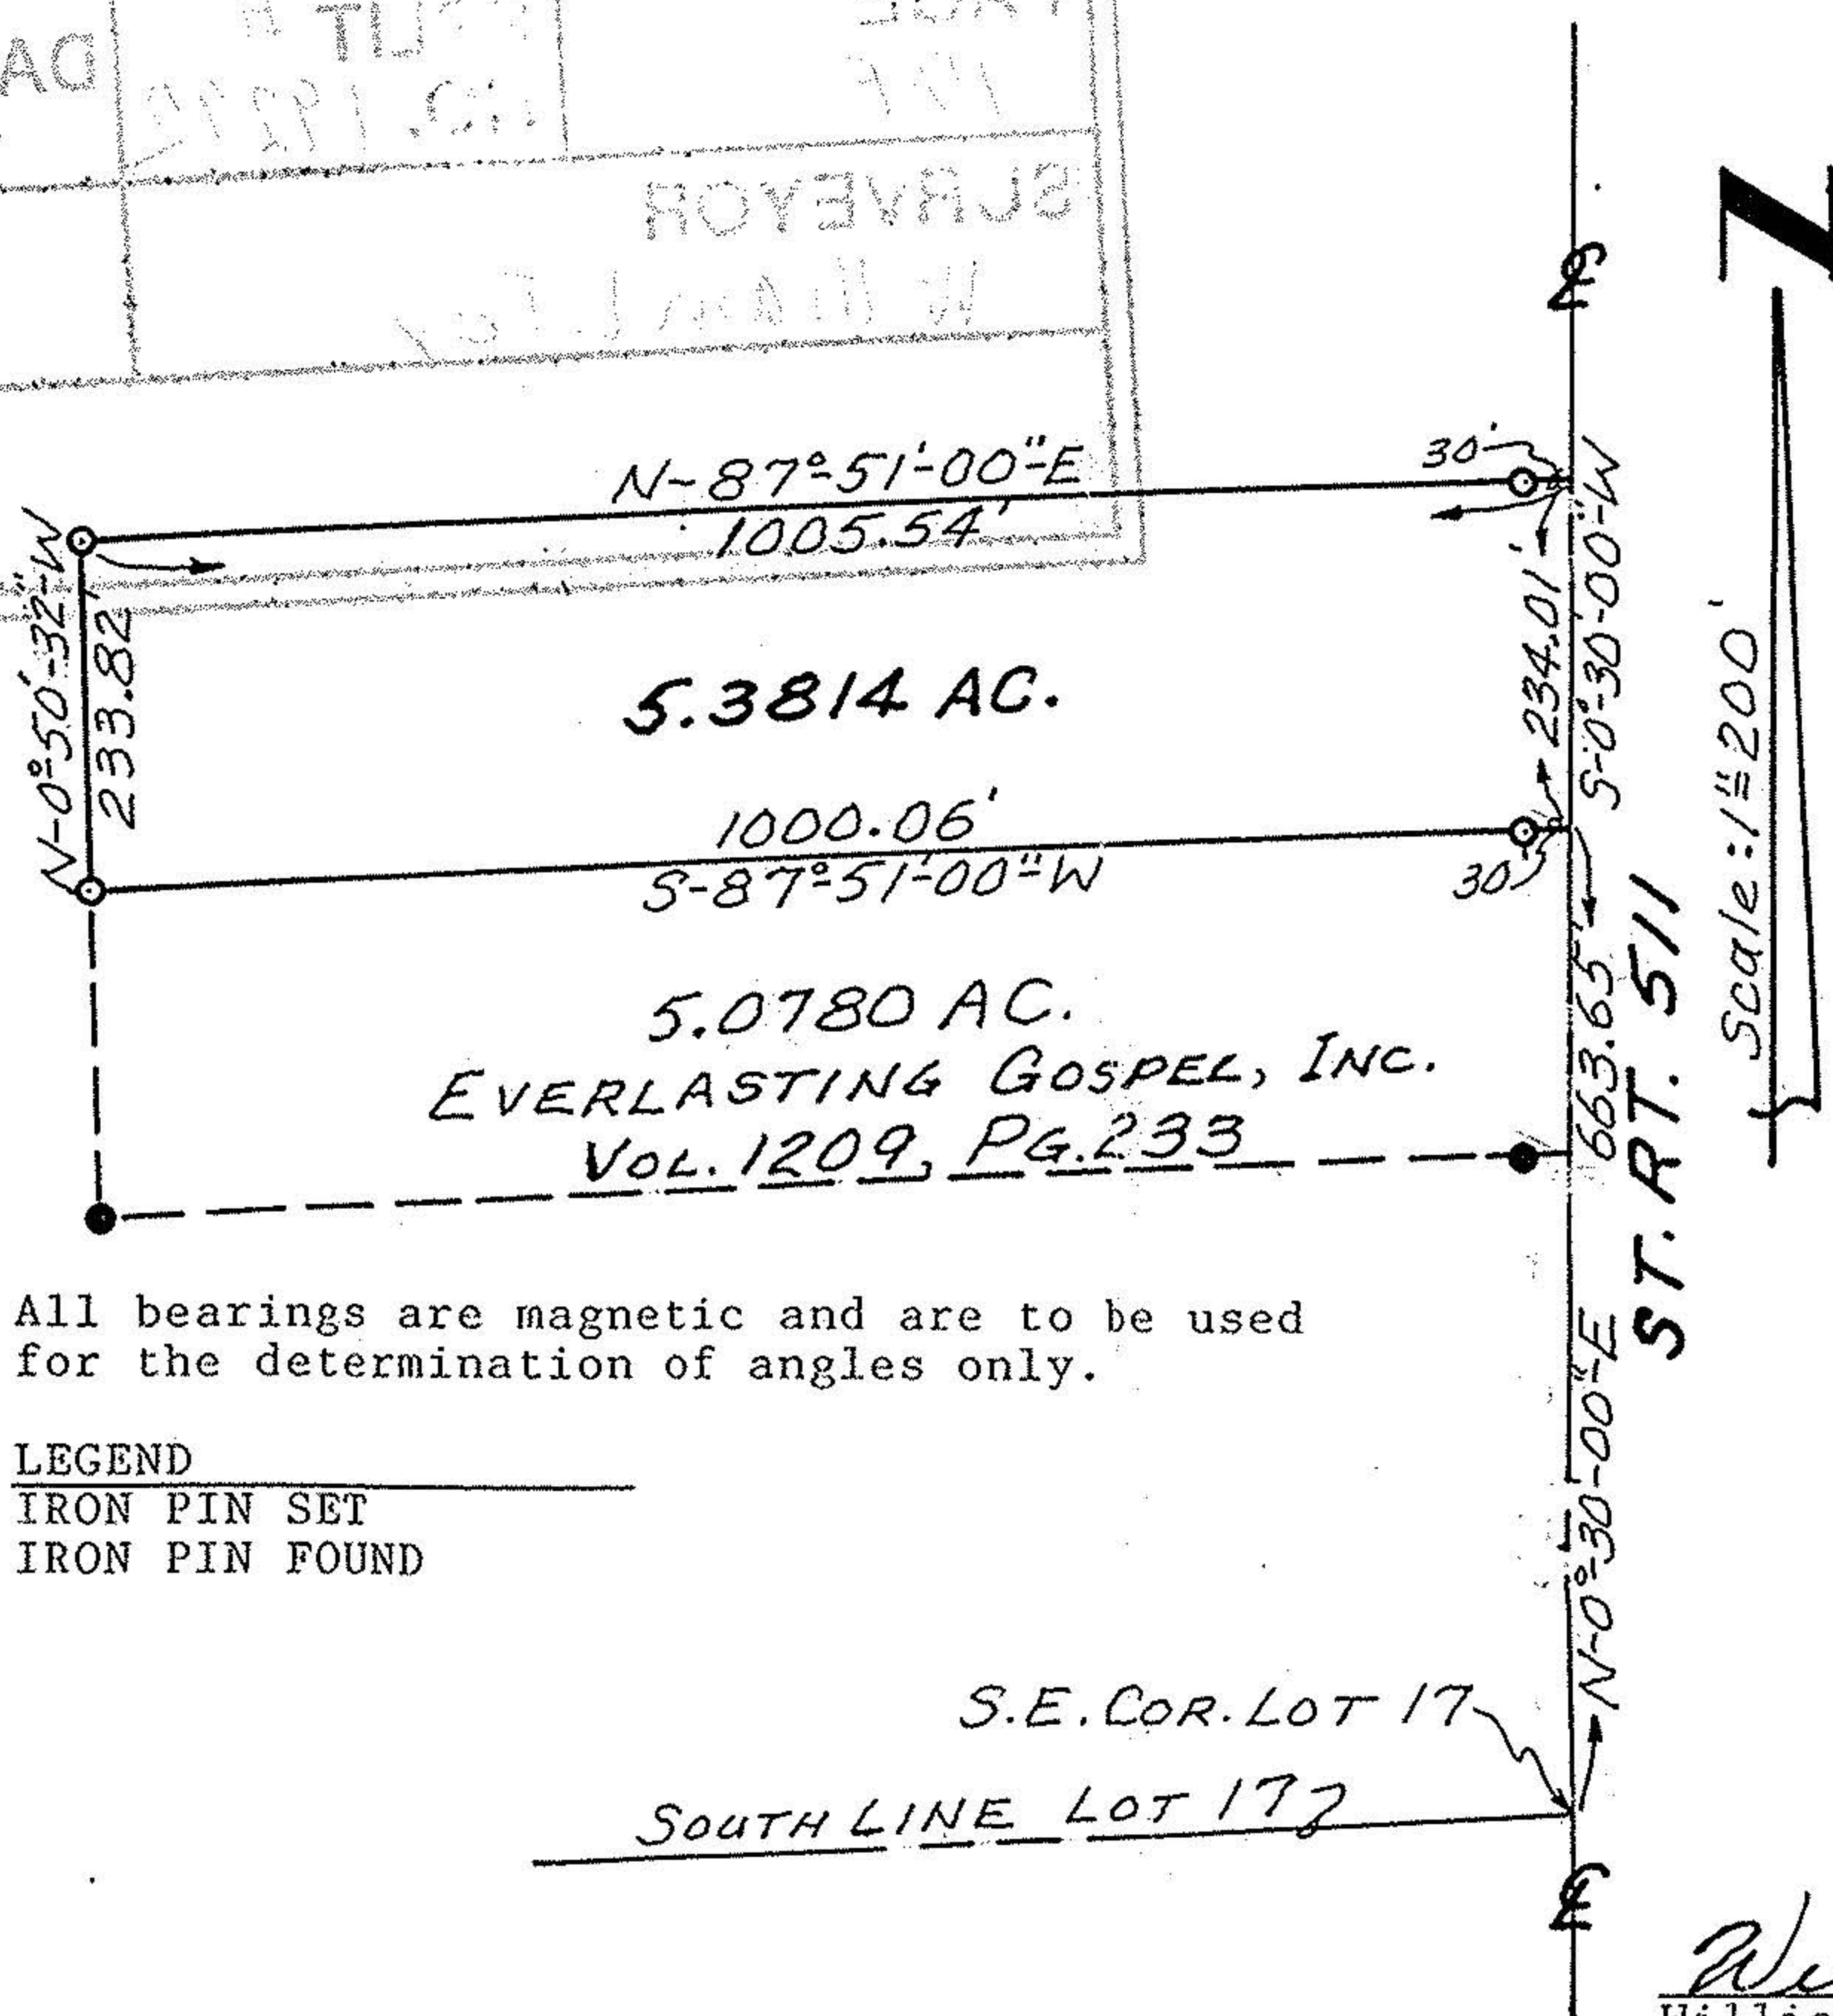 SURVEYOR
N-87°-51'-00"-E
1005.54'
30'
N-0°-50'-32"-W
233.82'
234.01'
S-0°-30'-00"-W
5.3814 AC.
1000.06'
S-87°-51'-00"-W
30'
Scale: 1"=200'
5.0780 AC.
EVERLASTING GOSPEL, INC.
VOL. 1209, PG. 233
663.65'
ST. RT. 511
N-0°-30'-00"-E
All bearings are magnetic and are to be used
for the determination of angles only.
LEGEND
IRON PIN SET
IRON PIN FOUND
S.E. COR. LOT 17
SOUTH LINE LOT 17